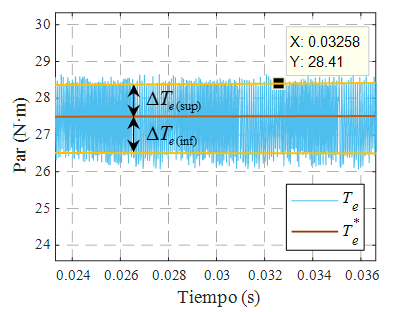 X: 0.03258
Y: 28.41
30
29
28
27
26
25
24
Par (N·m)
ΔTe(sup)
ΔTe(inf)
Te
Te*
0.024 0.026 0.028 0.03 0.032 0.034 0.036
Tiempo (s)